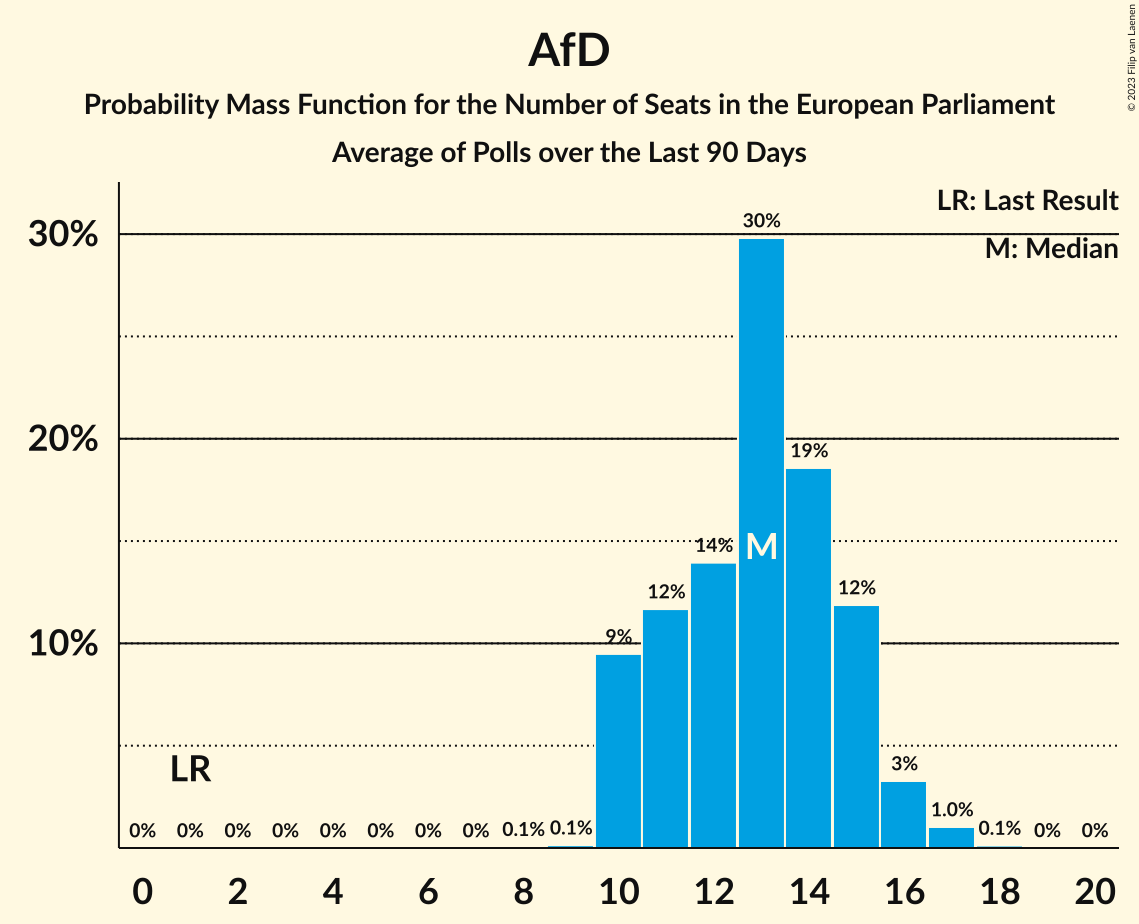 AfD
Probability Mass Function for the Number of Seats in the European Parliament
Average of Polls over the Last 90 Days
© 2023 Filip van Laenen
LR: Last Result
M: Median
30%
20%
10%
0%
0%
0%
0%
0%
0%
0%
0%
0.1%
0.1%
9%
12%
14%
30%
19%
12%
3%
1.0%
0.1%
0%
0%
LR
M
0 2 4 6 8 10 12 14 16 18 20